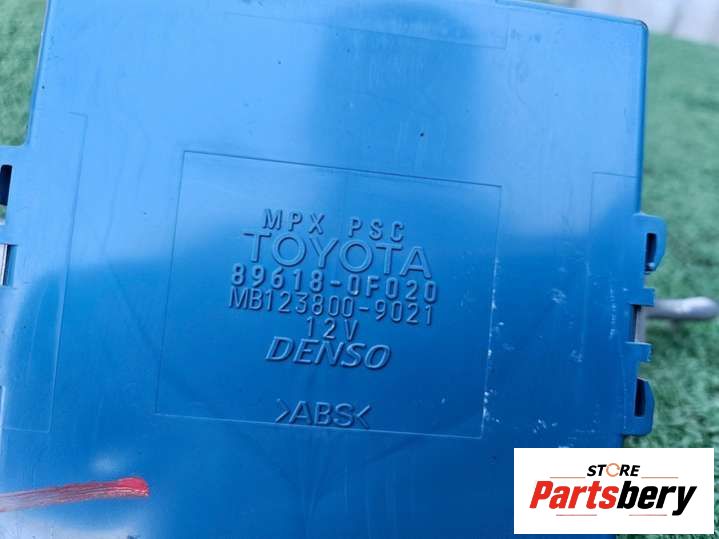 MPX PSC
TOYOTA
89618-0F020
MB123800-9021
12V
DENSO
>ABS<
STORE
Partsbery